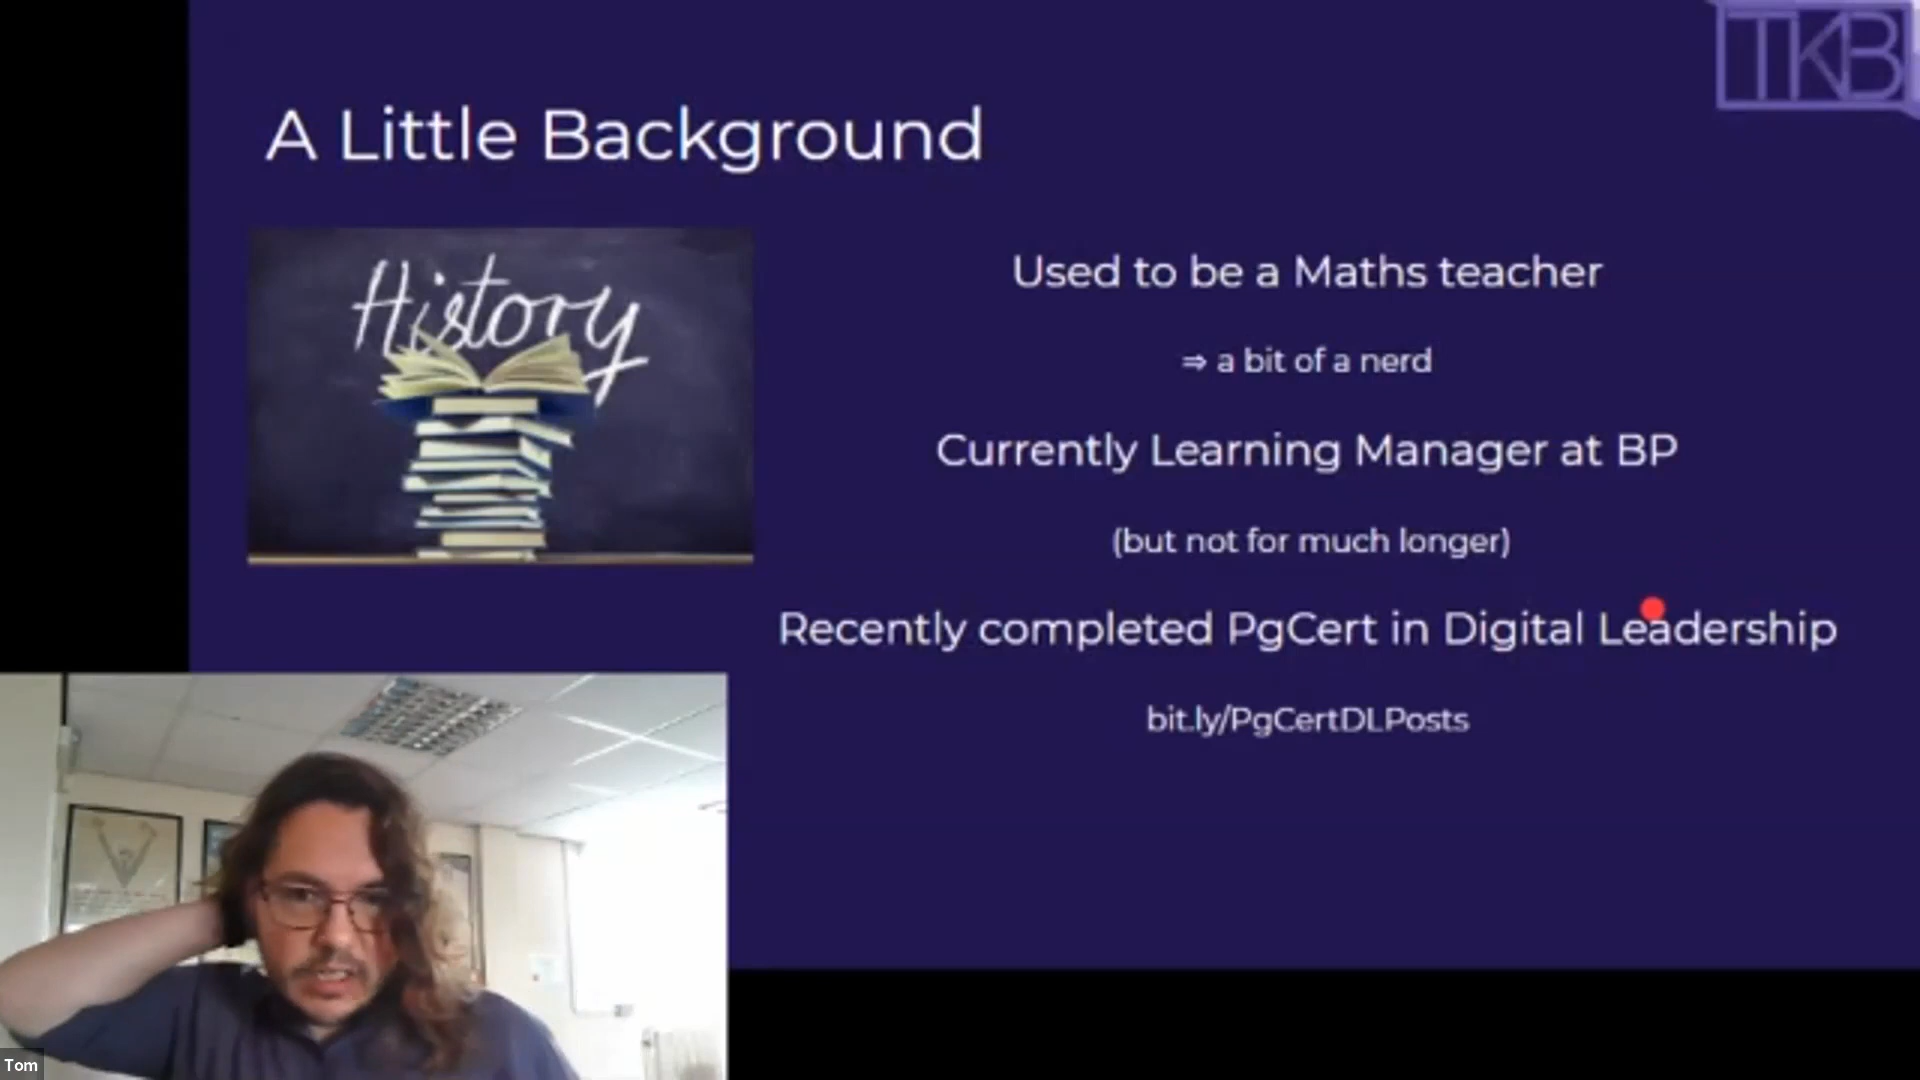 TKB
A Little Background
History
Used to be a Maths teacher
⇒ a bit of a nerd
Currently Learning Manager at BP
(but not for much longer)
Recently completed PgCert in Digital Leadership
bit.ly/PgCertDLPosts
Tom